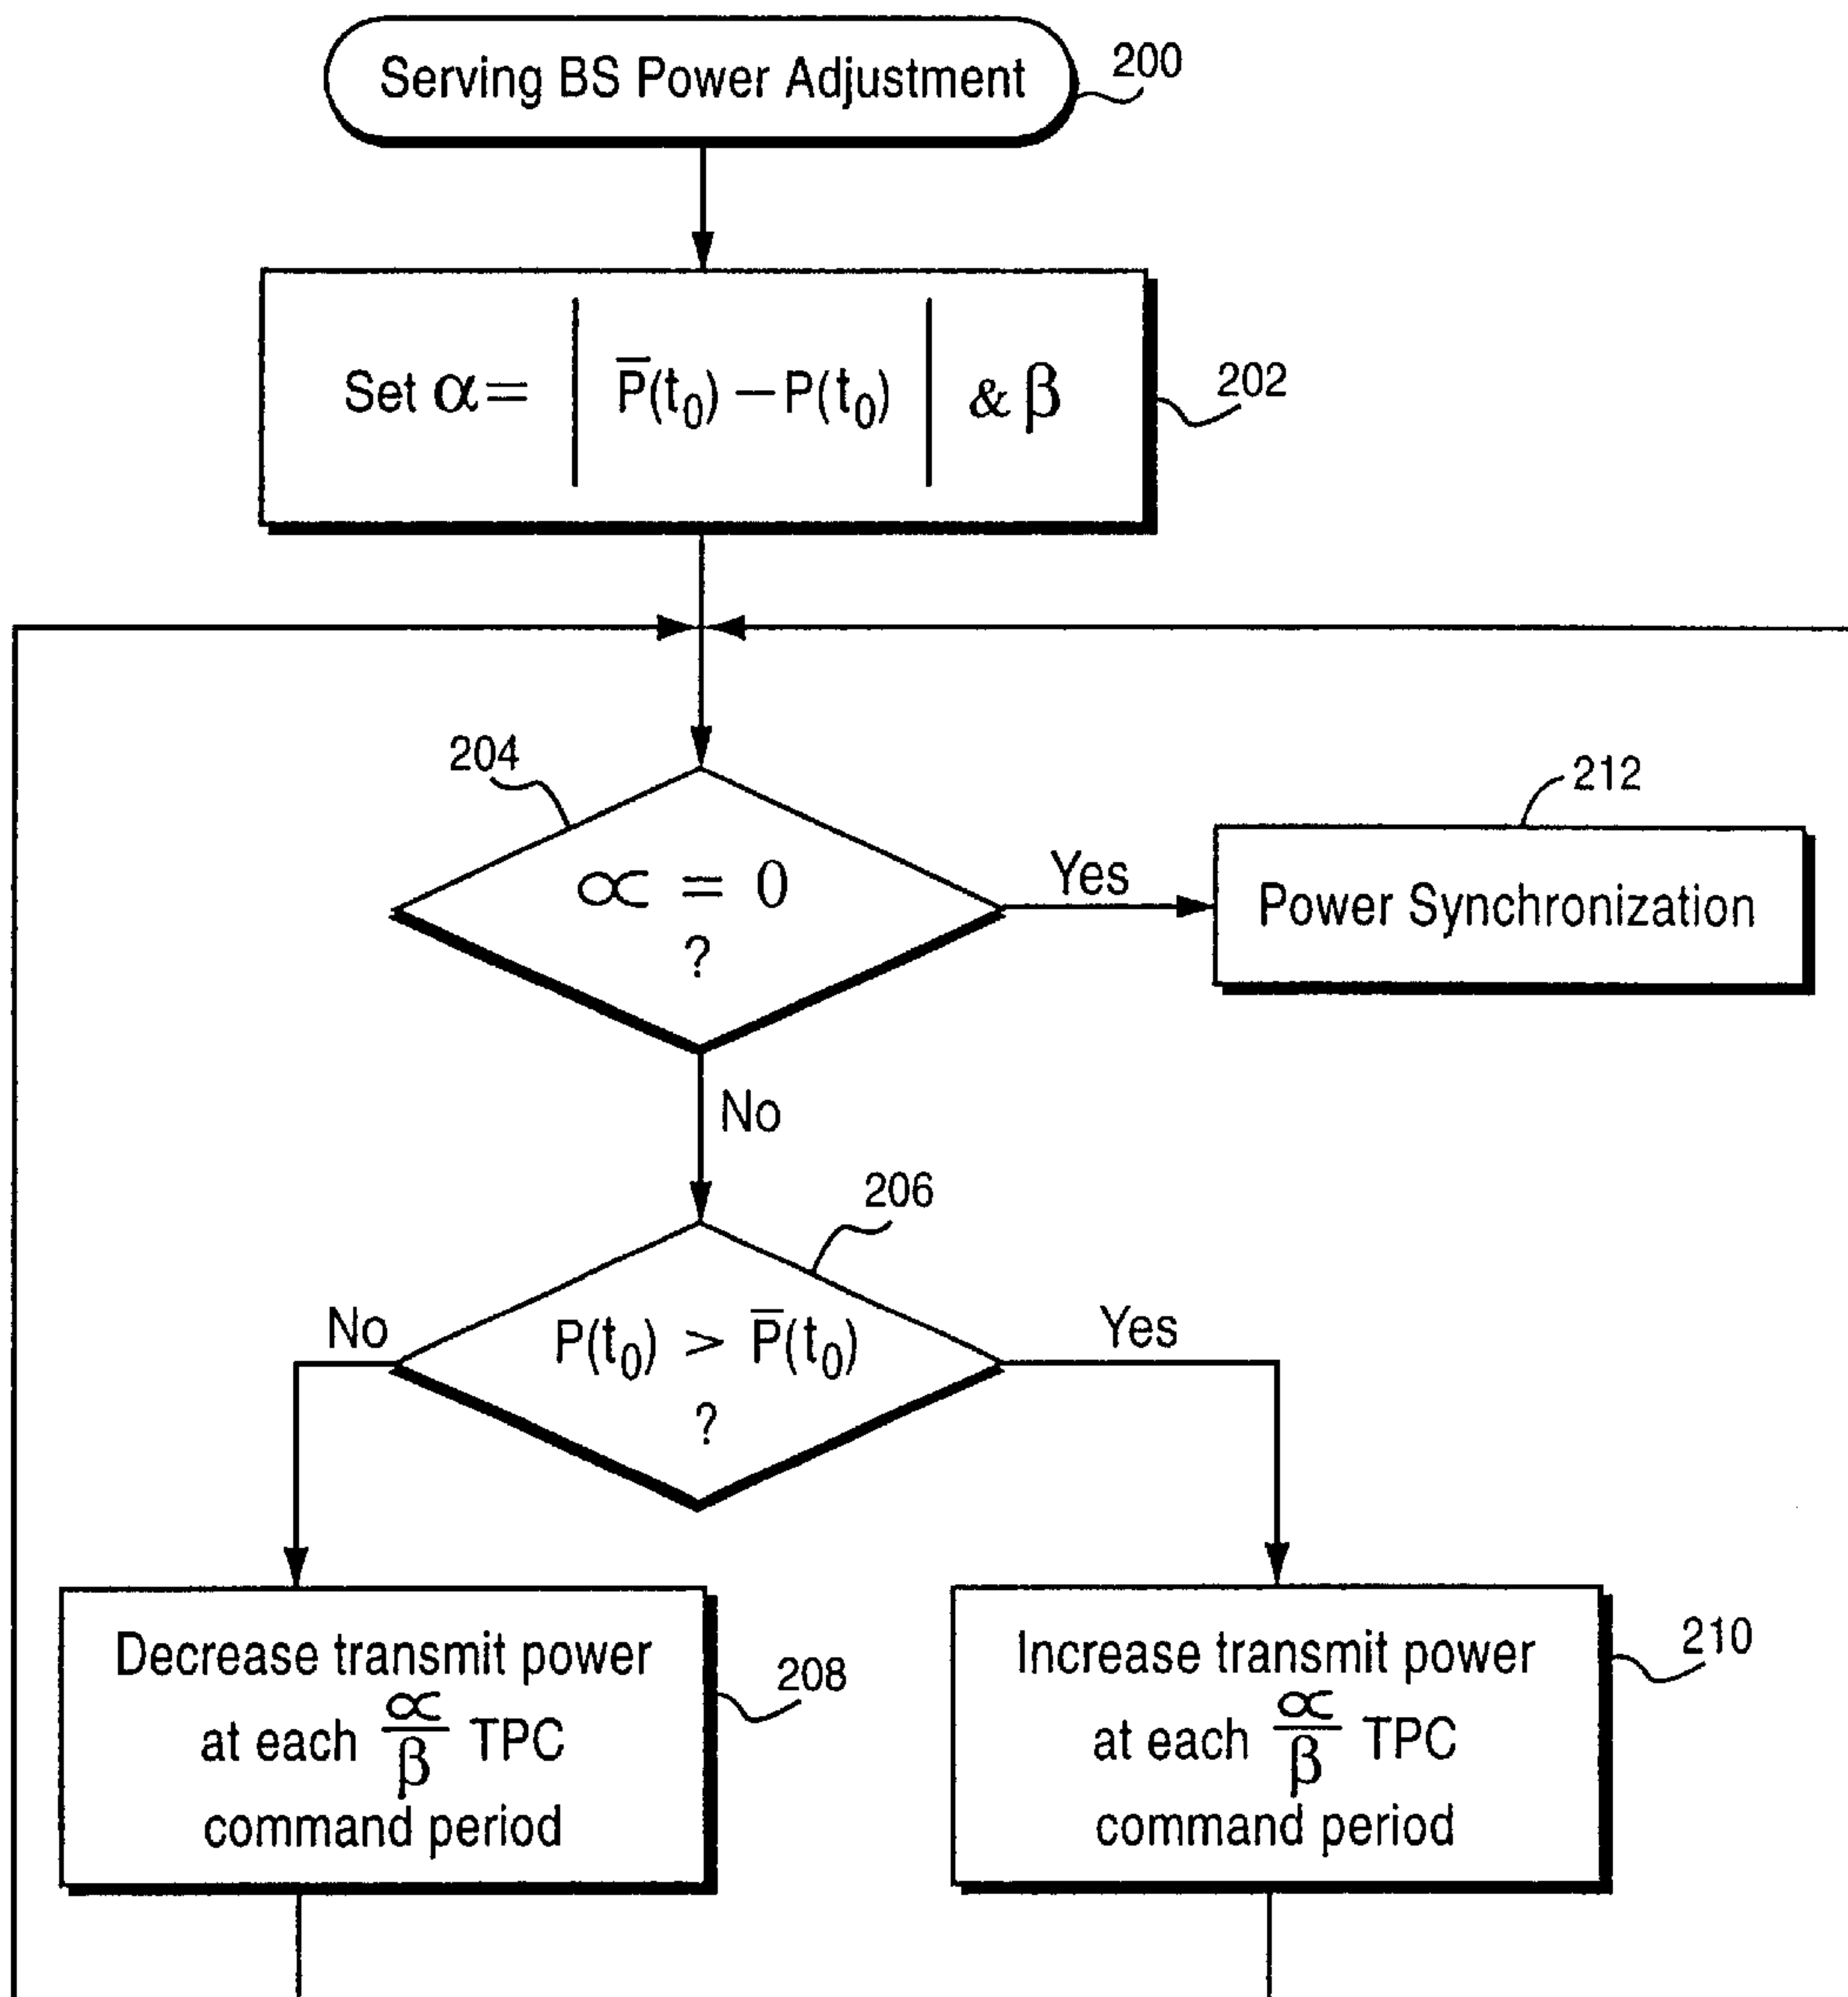 Serving BS Power Adjustment
200
Set α = | P̅(t₀) − P(t₀) | & β
202
204
∝ = 0
?
Yes
212
Power Synchronization
No
206
No
P(t₀) > P̅(t₀)
?
Yes
Decrease transmit power
at each ∝/β TPC
command period
208
Increase transmit power
at each ∝/β TPC
command period
210